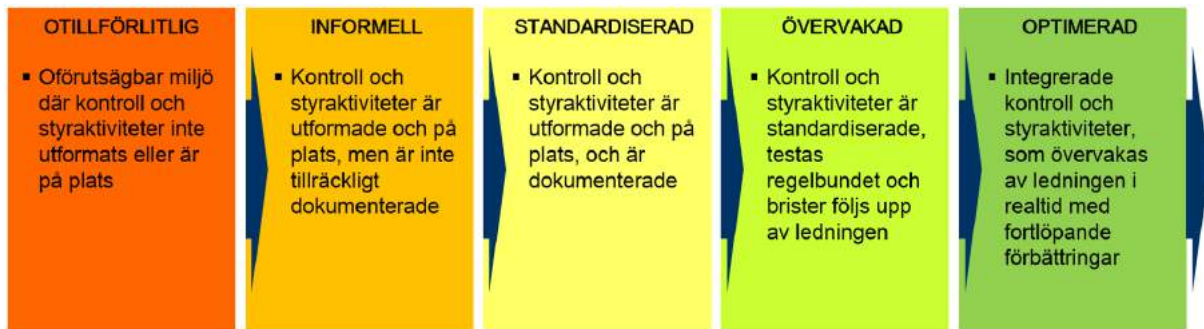 OTILLFÖRLITLIG
▪ Oförutsägbar miljö
där kontroll och
styraktiviteter inte
utformats eller är
på plats
INFORMELL
▪ Kontroll och
styraktiviteter är
utformade och på
plats, men är inte
tillräckligt
dokumenterade
STANDARDISERAD
▪ Kontroll och
styraktiviteter är
utformade och på
plats, och är
dokumenterade
ÖVERVAKAD
▪ Kontroll och
styraktiviteter är
standardiserade,
testas
regelbundet och
brister följs upp
av ledningen
OPTIMERAD
▪ Integrerade
kontroll och
styraktiviteter,
som övervakas
av ledningen i
realtid med
fortlöpande
förbättringar